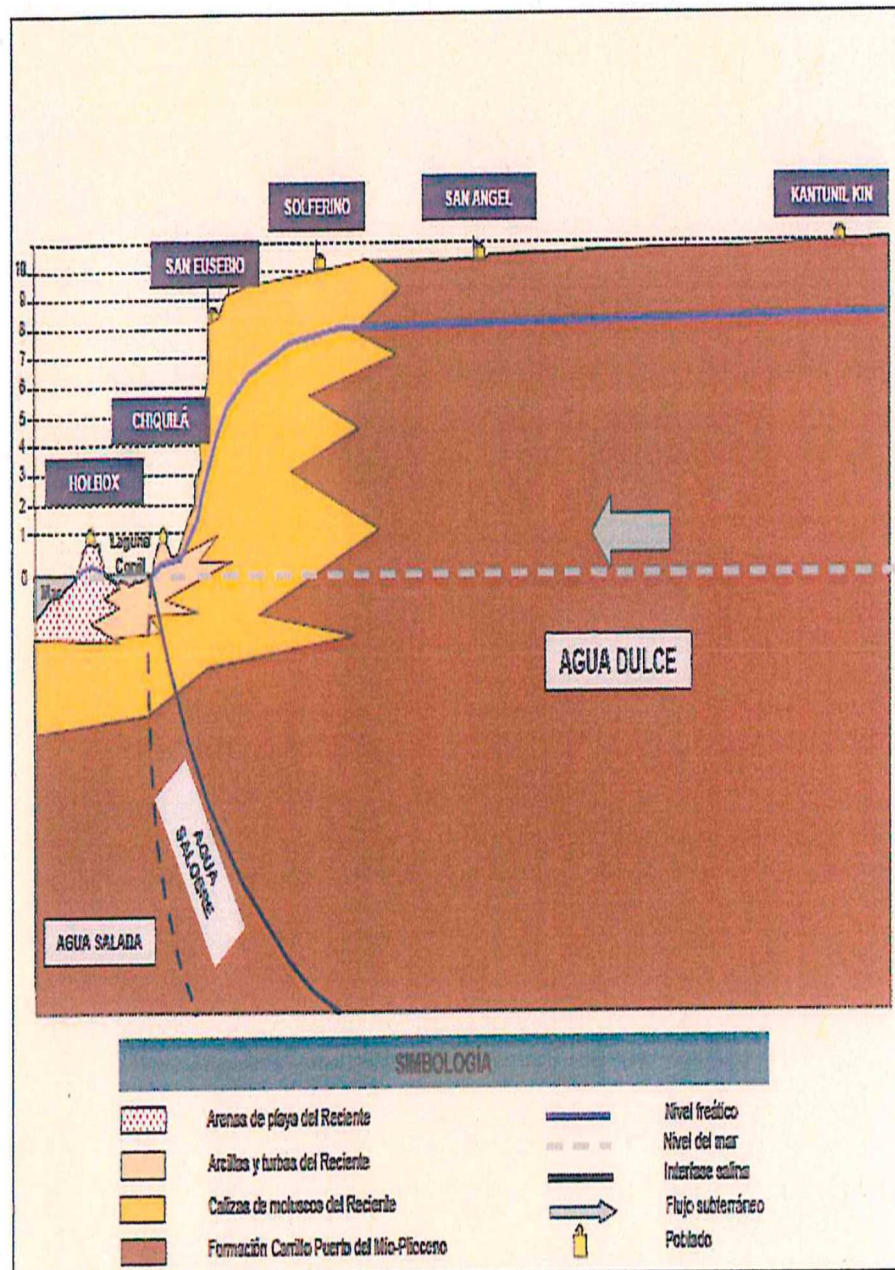 KANTUNIL KIN
SAN ANGEL
SOLFERINO
SAN EUSEBIO
CHIQUILÁ
HOLBOX
10
9
8
7
6
5
4
3
2
1
0
Laguna
Conil
Mar
AGUA DULCE
AGUA
SALOBRE
AGUA SALADA
SIMBOLOGÍA
Arenas de playa del Reciente
Arcillas y turbas del Reciente
Calizas de moluscos del Reciente
Formación Carrillo Puerto del Mio-Plioceno
Nivel freático
Nivel del mar
Interfase salina
Flujo subterráneo
Poblado